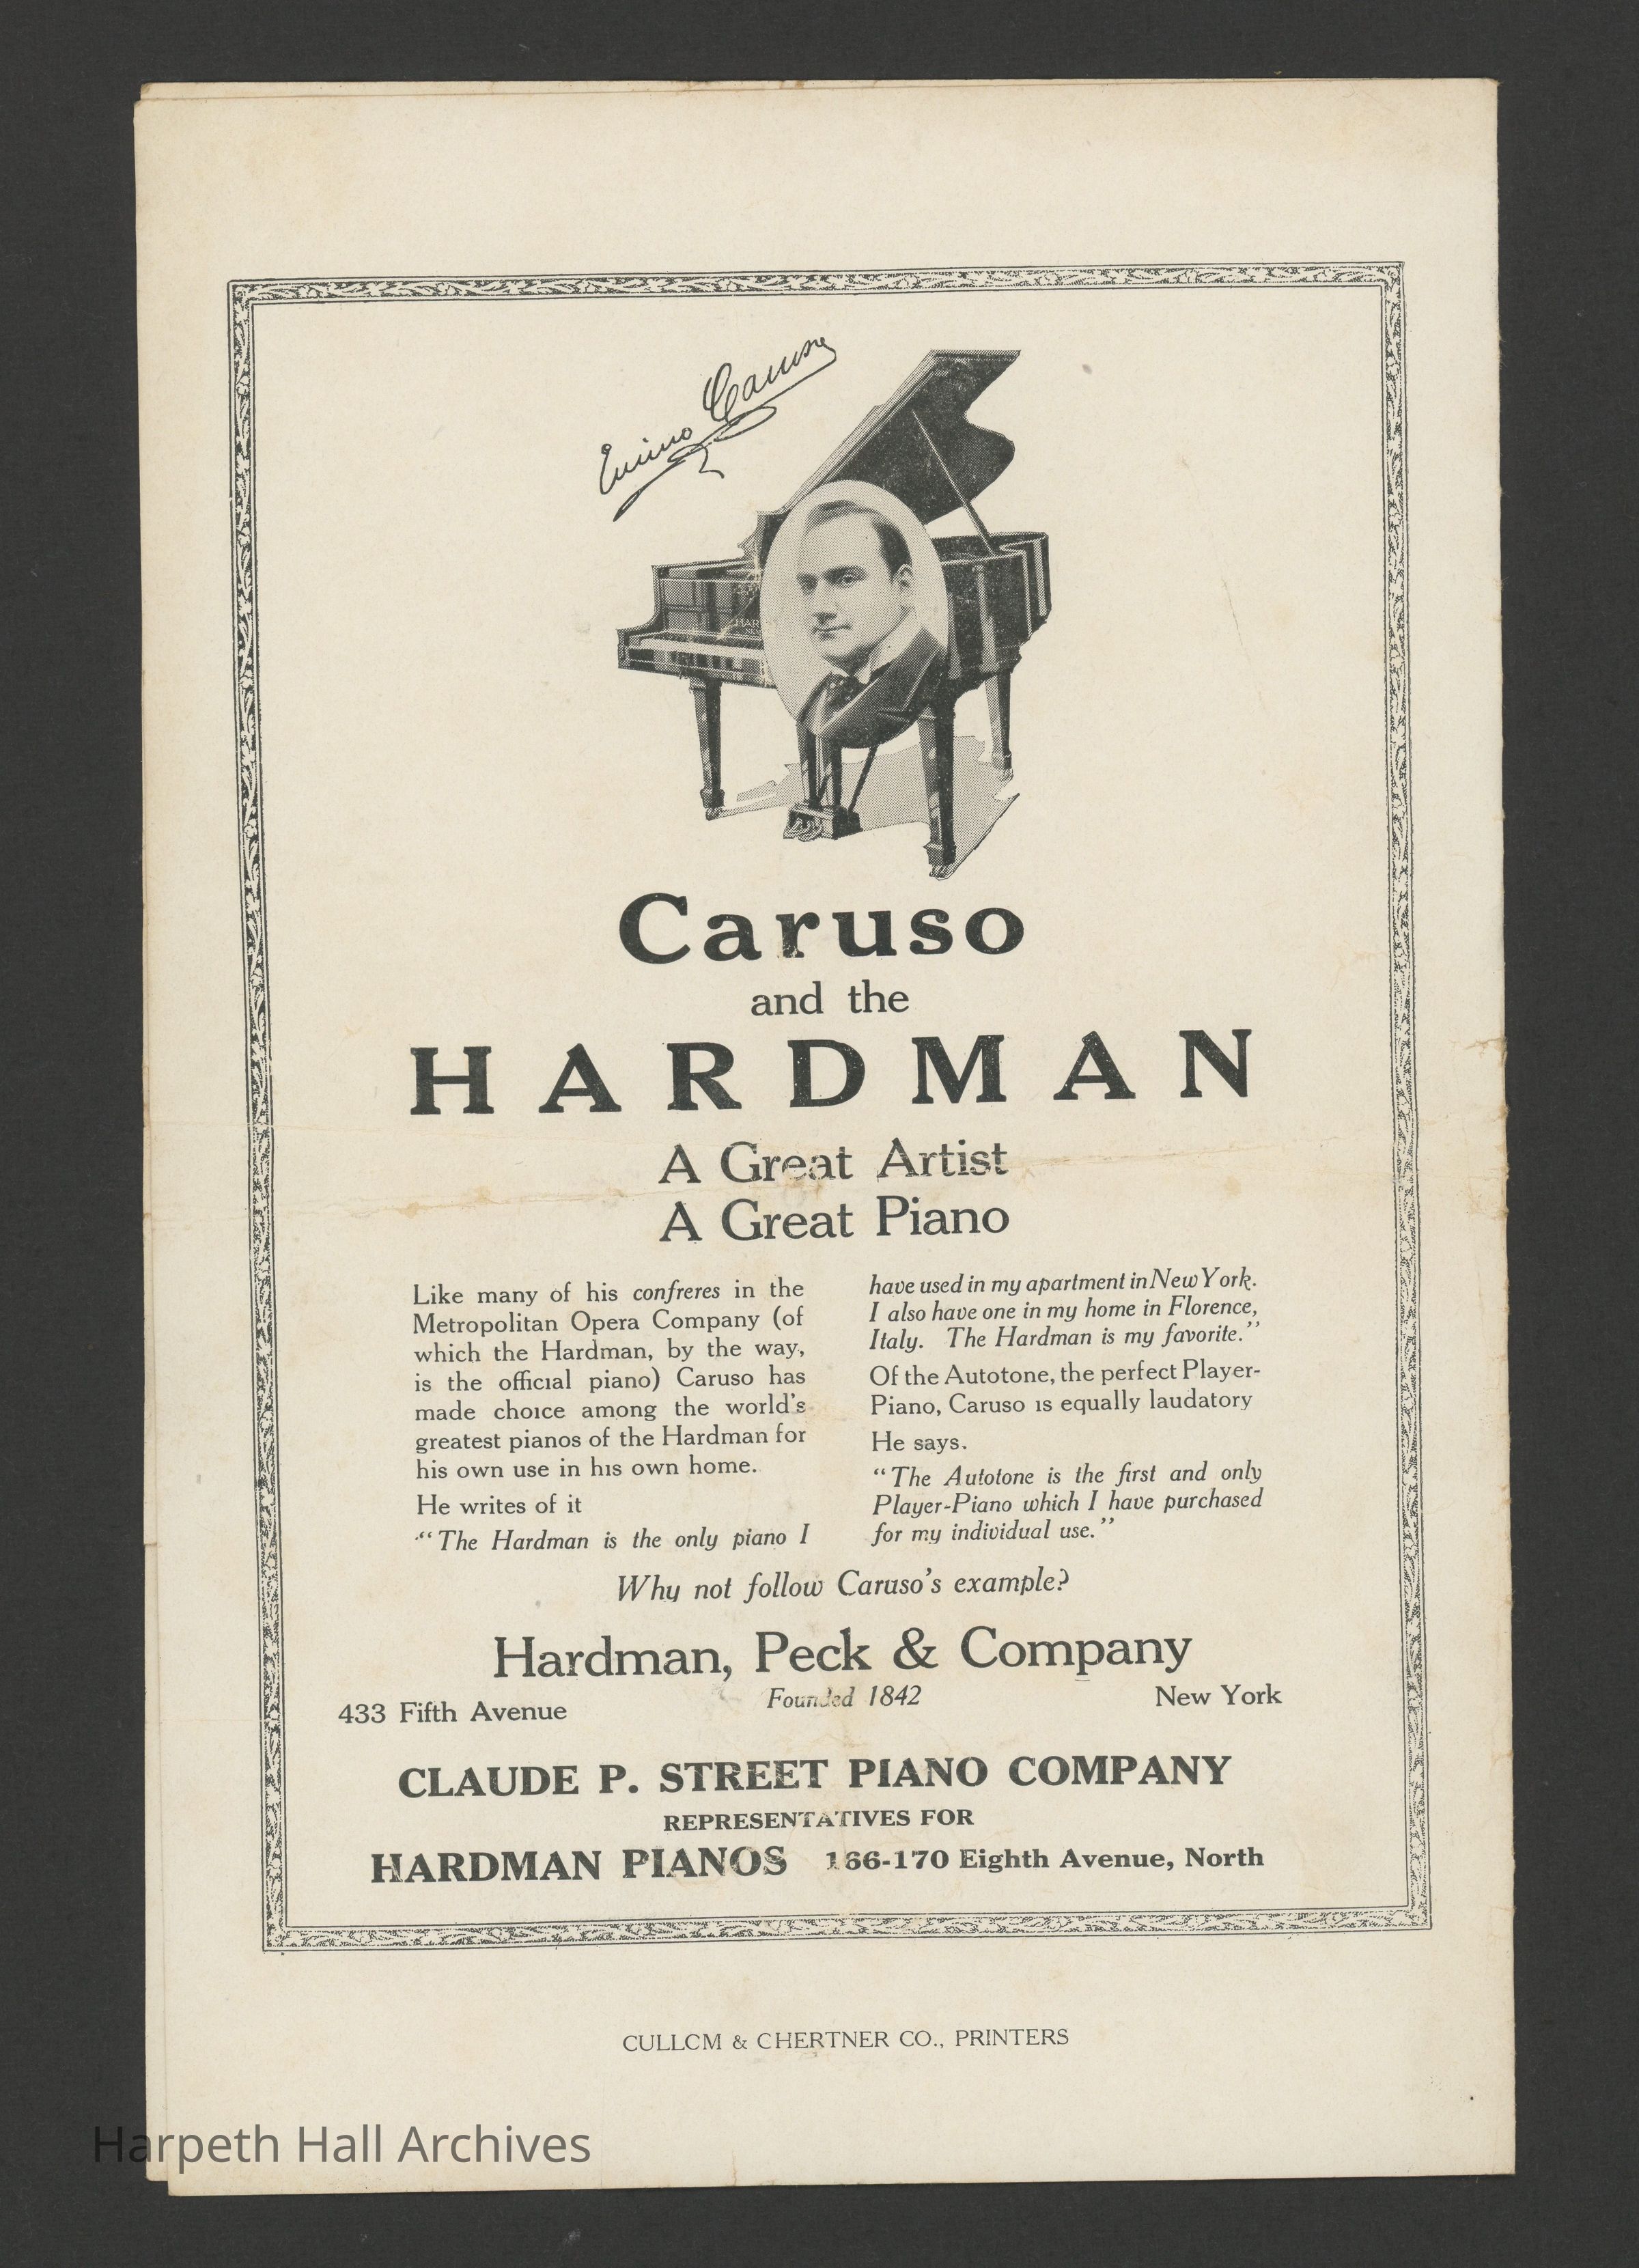 Enrico Caruso
HAR
NEW
Caruso
and the
HARDMAN
A Great Artist
A Great Piano
Like many of his confreres in the
Metropolitan Opera Company (of
which the Hardman, by the way,
is the official piano) Caruso has
made choice among the world's
greatest pianos of the Hardman for
his own use in his own home.
He writes of it
"The Hardman is the only piano I
have used in my apartment in New York.
I also have one in my home in Florence,
Italy. The Hardman is my favorite."
Of the Autotone, the perfect Player-
Piano, Caruso is equally laudatory
He says.
"The Autotone is the first and only
Player-Piano which I have purchased
for my individual use."
Why not follow Caruso's example?
Hardman, Peck & Company
433 Fifth Avenue Founded 1842 New York
CLAUDE P. STREET PIANO COMPANY
REPRESENTATIVES FOR
HARDMAN PIANOS 166-170 Eighth Avenue, North
CULLOM & CHERTNER CO., PRINTERS
Harpeth Hall Archives